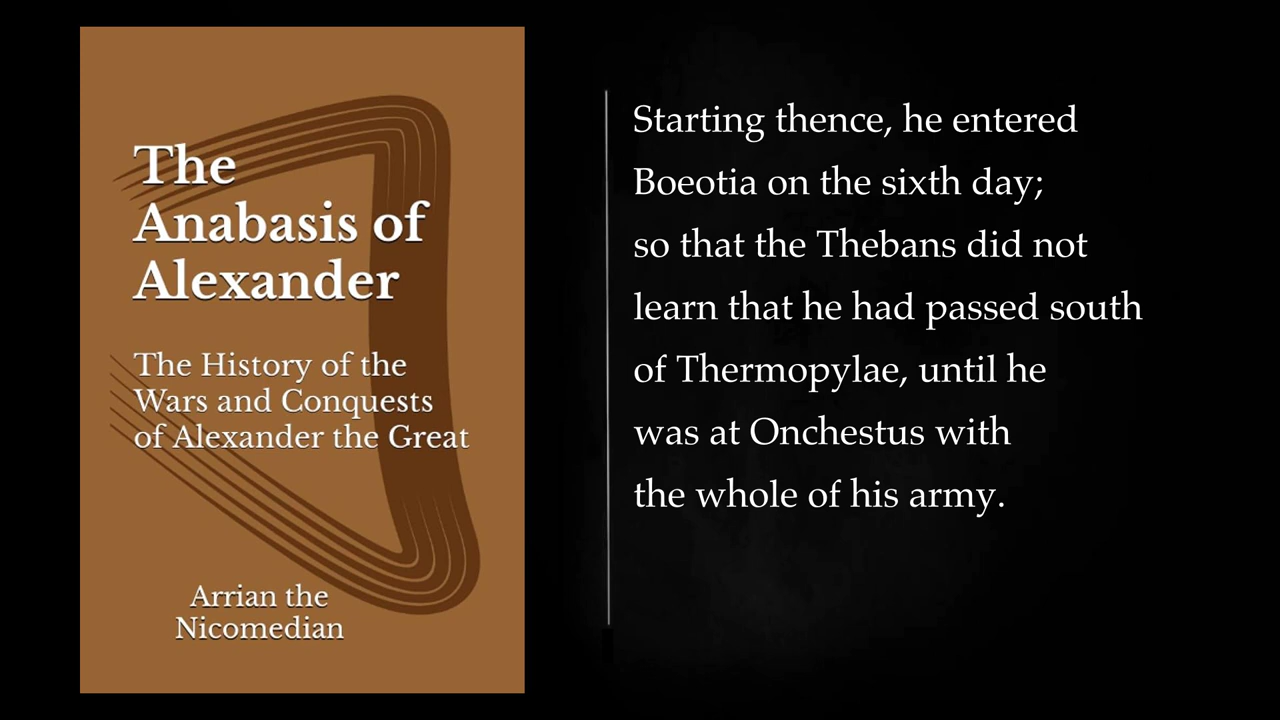 The
Anabasis of
Alexander
The History of the
Wars and Conquests
of Alexander the Great
Arrian the
Nicomedian
Starting thence, he entered
Boeotia on the sixth day;
so that the Thebans did not
learn that he had passed south
of Thermopylae, until he
was at Onchestus with
the whole of his army.